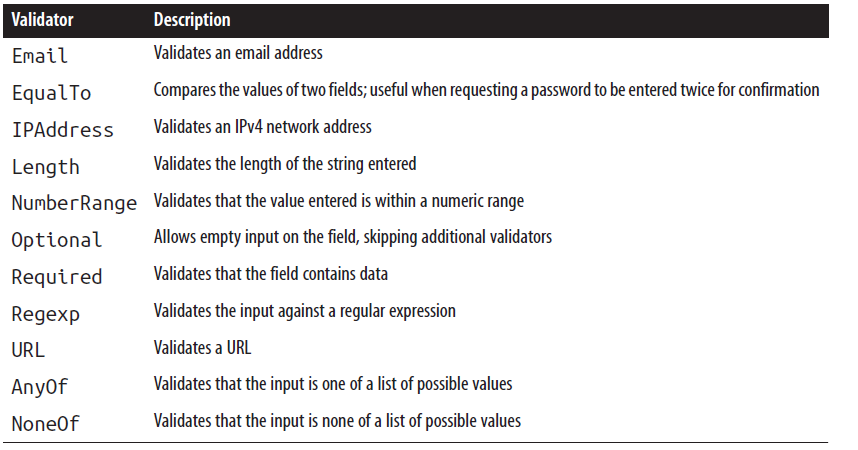 Validator Description
Email Validates an email address
EqualTo Compares the values of two fields; useful when requesting a password to be entered twice for confirmation
IPAddress Validates an IPv4 network address
Length Validates the length of the string entered
NumberRange Validates that the value entered is within a numeric range
Optional Allows empty input on the field, skipping additional validators
Required Validates that the field contains data
Regexp Validates the input against a regular expression
URL Validates a URL
AnyOf Validates that the input is one of a list of possible values
NoneOf Validates that the input is none of a list of possible values